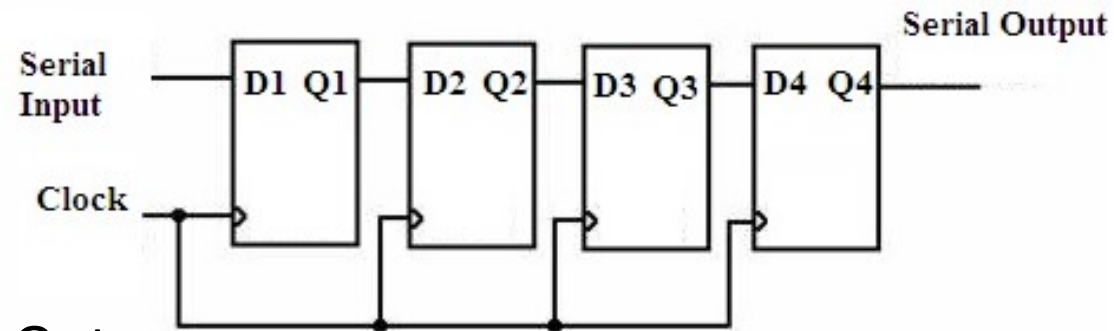 Serial Output
Serial
Input
D1 Q1
D2 Q2
D3 Q3
D4 Q4
Clock